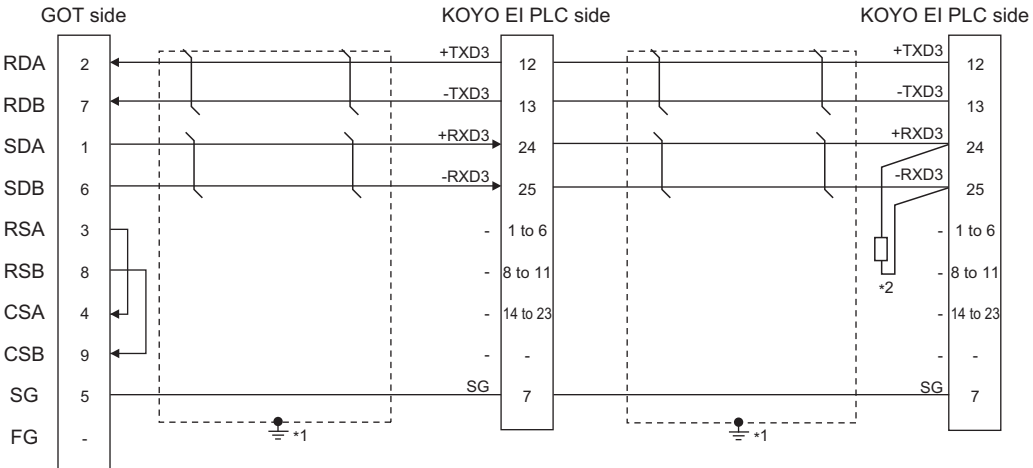 GOT side KOYO EI PLC side KOYO EI PLC side
RDA 2 +TXD3 12 +TXD3 12
RDB 7 -TXD3 13 -TXD3 13
SDA 1 +RXD3 24 +RXD3 24
SDB 6 -RXD3 25 -RXD3 25
RSA 3 - 1 to 6 - 1 to 6
RSB 8 - 8 to 11 *2 - 8 to 11
CSA 4 - 14 to 23 - 14 to 23
CSB 9 - - - -
SG 5 SG 7 SG 7
FG - *1 *1